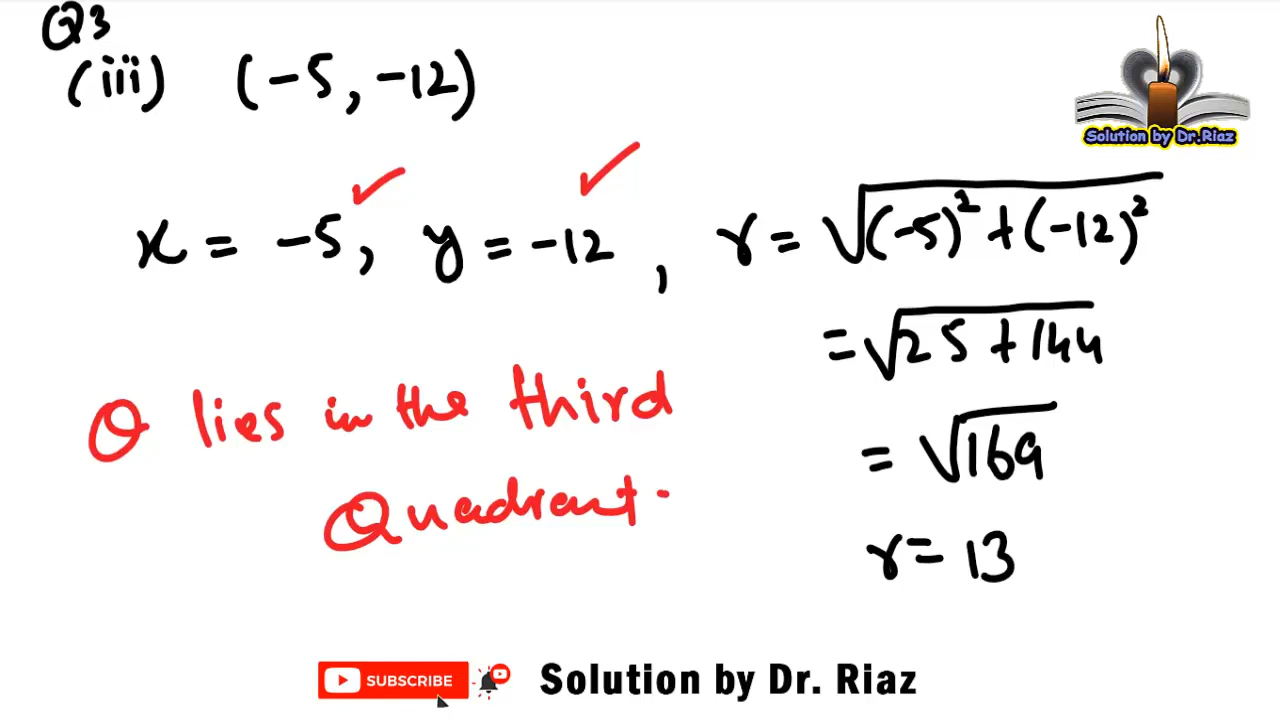 Q3
(iii) (-5, -12)
Solution by Dr.Riaz
x = -5, y = -12, r = √(-5)² + (-12)²
= √25 + 144
= √169
r = 13
θ lies in the third
Quadrant.
SUBSCRIBE
Solution by Dr. Riaz